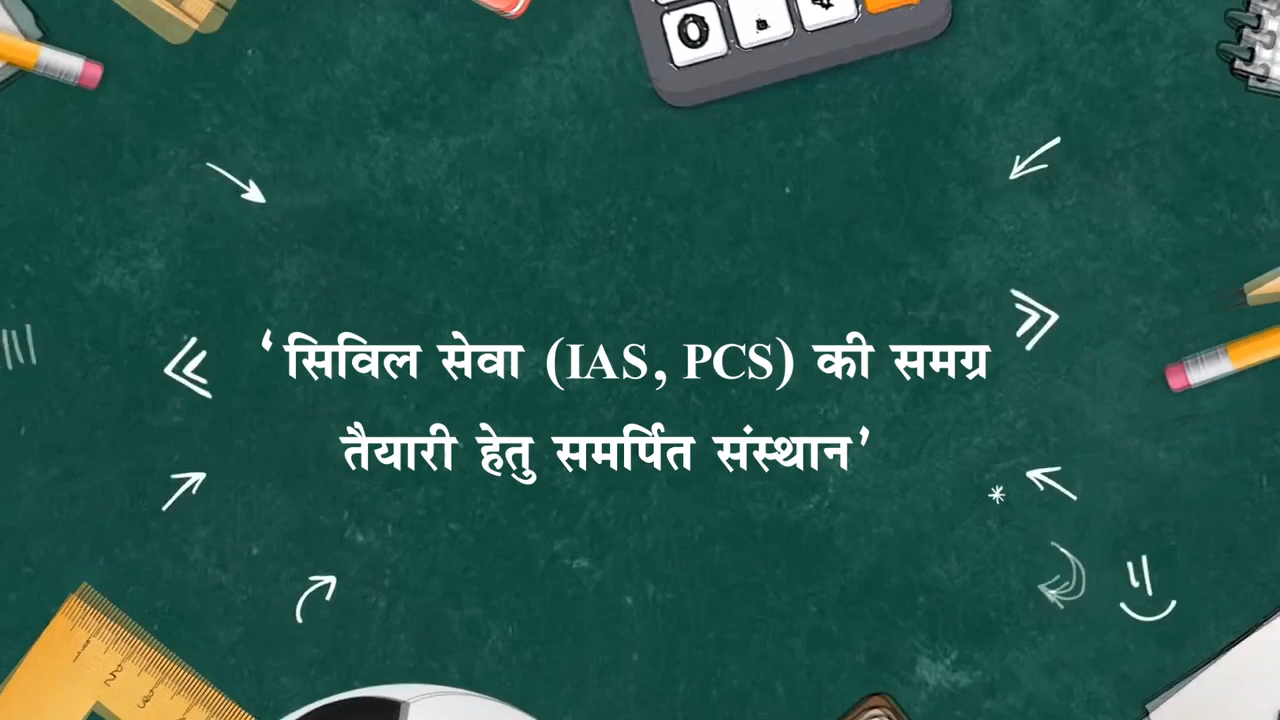 ‘सिविल सेवा (IAS, PCS) की समग्र
तैयारी हेतु समर्पित संस्थान’